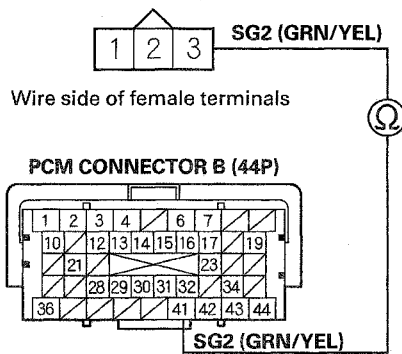 SG2 (GRN/YEL)
1 2 3
Wire side of female terminals
Ω
PCM CONNECTOR B (44P)
1 2 3 4 6 7
10 12 13 14 15 16 17 19
21 23
28 29 30 31 32 34
36 41 42 43 44
SG2 (GRN/YEL)